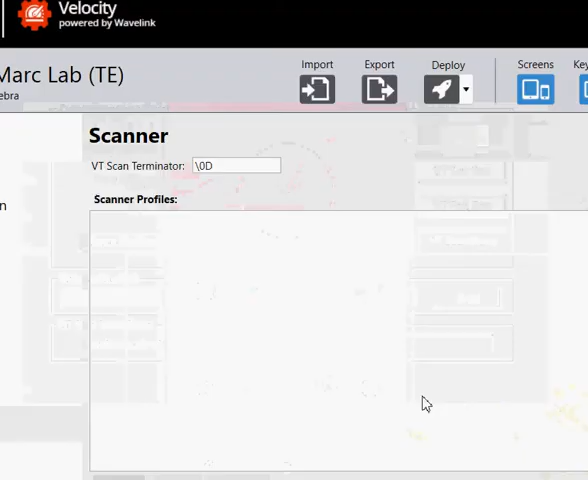 Velocity
powered by Wavelink
Marc Lab (TE)
ebra
Import
Export
Deploy
Screens
Key
Scanner
VT Scan Terminator:
\0D
n
Scanner Profiles: